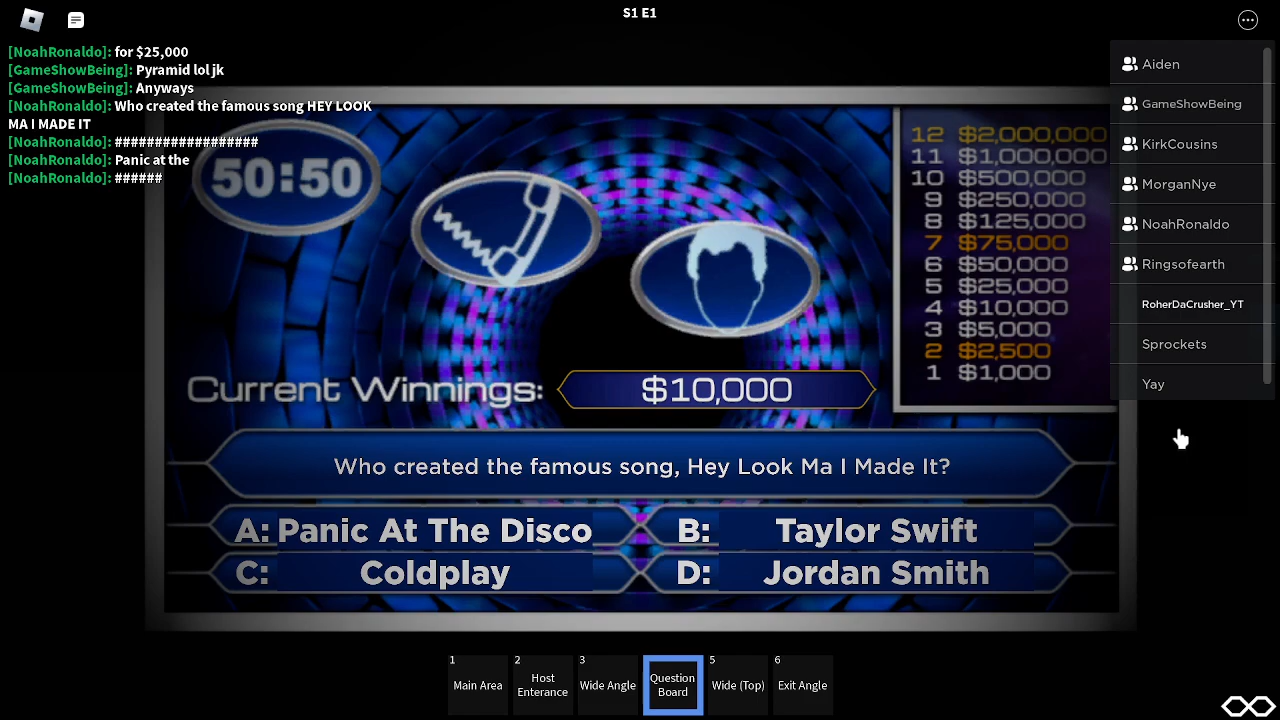 S1 E1
[NoahRonaldo]: for $25,000
[GameShowBeing]: Pyramid lol jk
[GameShowBeing]: Anyways
[NoahRonaldo]: Who created the famous song HEY LOOK
MA I MADE IT
[NoahRonaldo]: ##################
[NoahRonaldo]: Panic at the
[NoahRonaldo]: ######
50:50
12 $2,000,000
11 $1,000,000
10 $500,000
9 $250,000
8 $125,000
7 $75,000
6 $50,000
5 $25,000
4 $10,000
3 $5,000
2 $2,500
1 $1,000
Aiden
GameShowBeing
KirkCousins
MorganNye
NoahRonaldo
Ringsofearth
RoherDaCrusher_YT
Sprockets
Yay
Current Winnings: $10,000
Who created the famous song, Hey Look Ma I Made It?
A: Panic At The Disco
B: Taylor Swift
C: Coldplay
D: Jordan Smith
1 Main Area
2 Host
Enterance
3 Wide Angle
Question
Board
5 Wide (Top)
6 Exit Angle